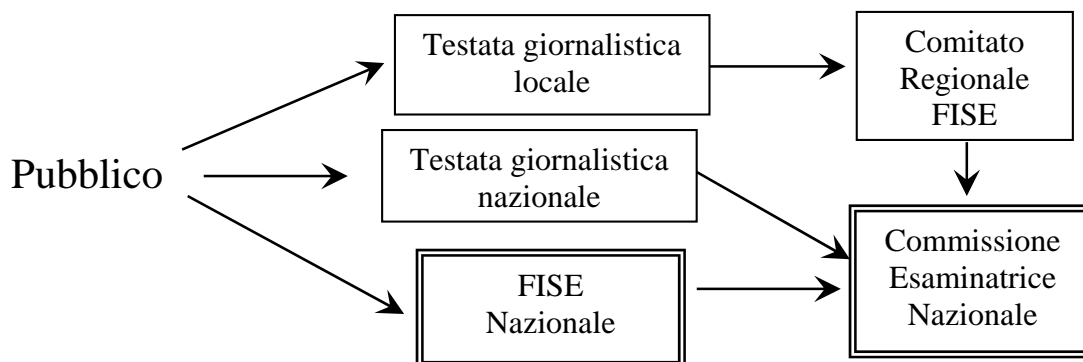 Testata giornalistica
locale
Comitato
Regionale
FISE
Pubblico
Testata giornalistica
nazionale
FISE
Nazionale
Commissione
Esaminatrice
Nazionale